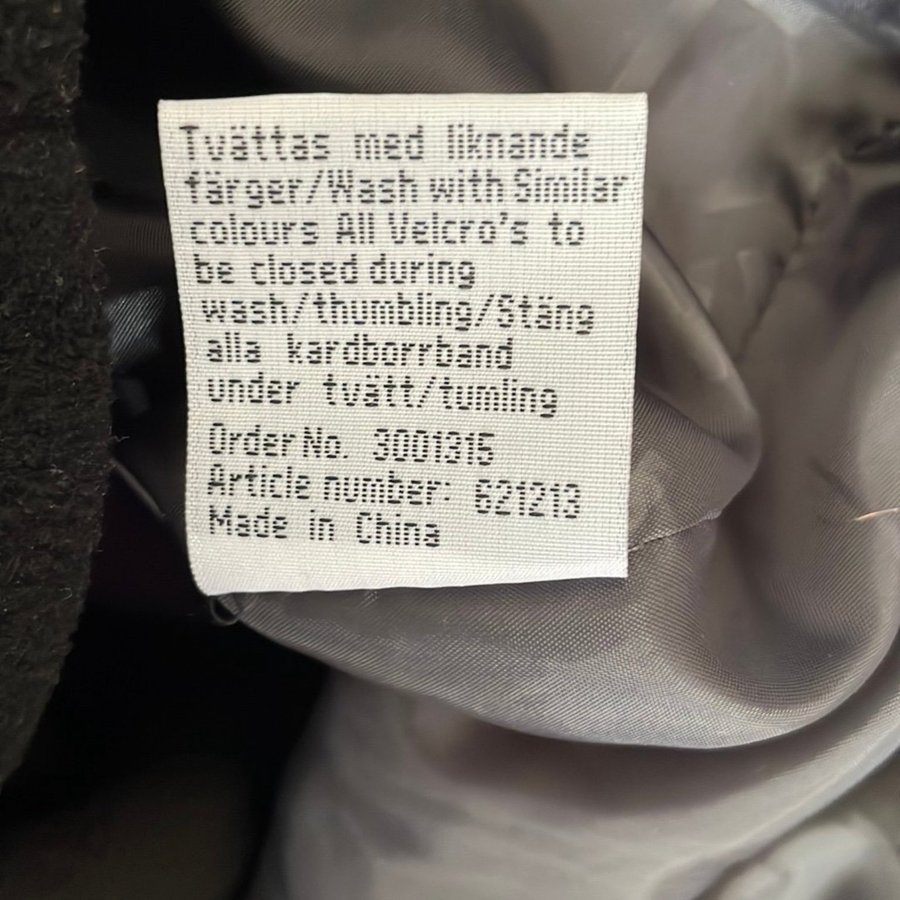 Tvättas med liknande
färger/Wash with Similar
colours All Velcro's to
be closed during
wash/thumbling/Stäng
alla kardborrband
under tvätt/tumling
Order No. 3001315
Article number: 621213
Made in China